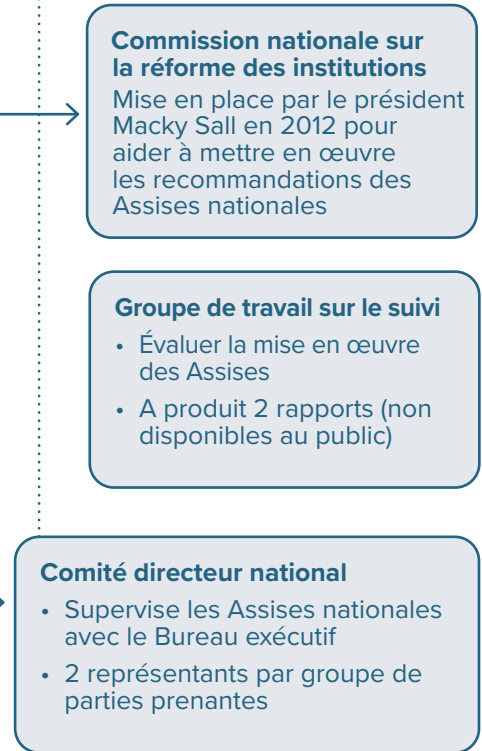 Commission nationale sur
la réforme des institutions
Mise en place par le président
Macky Sall en 2012 pour
aider à mettre en œuvre
les recommandations des
Assises nationales
Groupe de travail sur le suivi
• Évaluer la mise en œuvre
des Assises
• A produit 2 rapports (non
disponibles au public)
Comité directeur national
• Supervise les Assises nationales
avec le Bureau exécutif
• 2 représentants par groupe de
parties prenantes